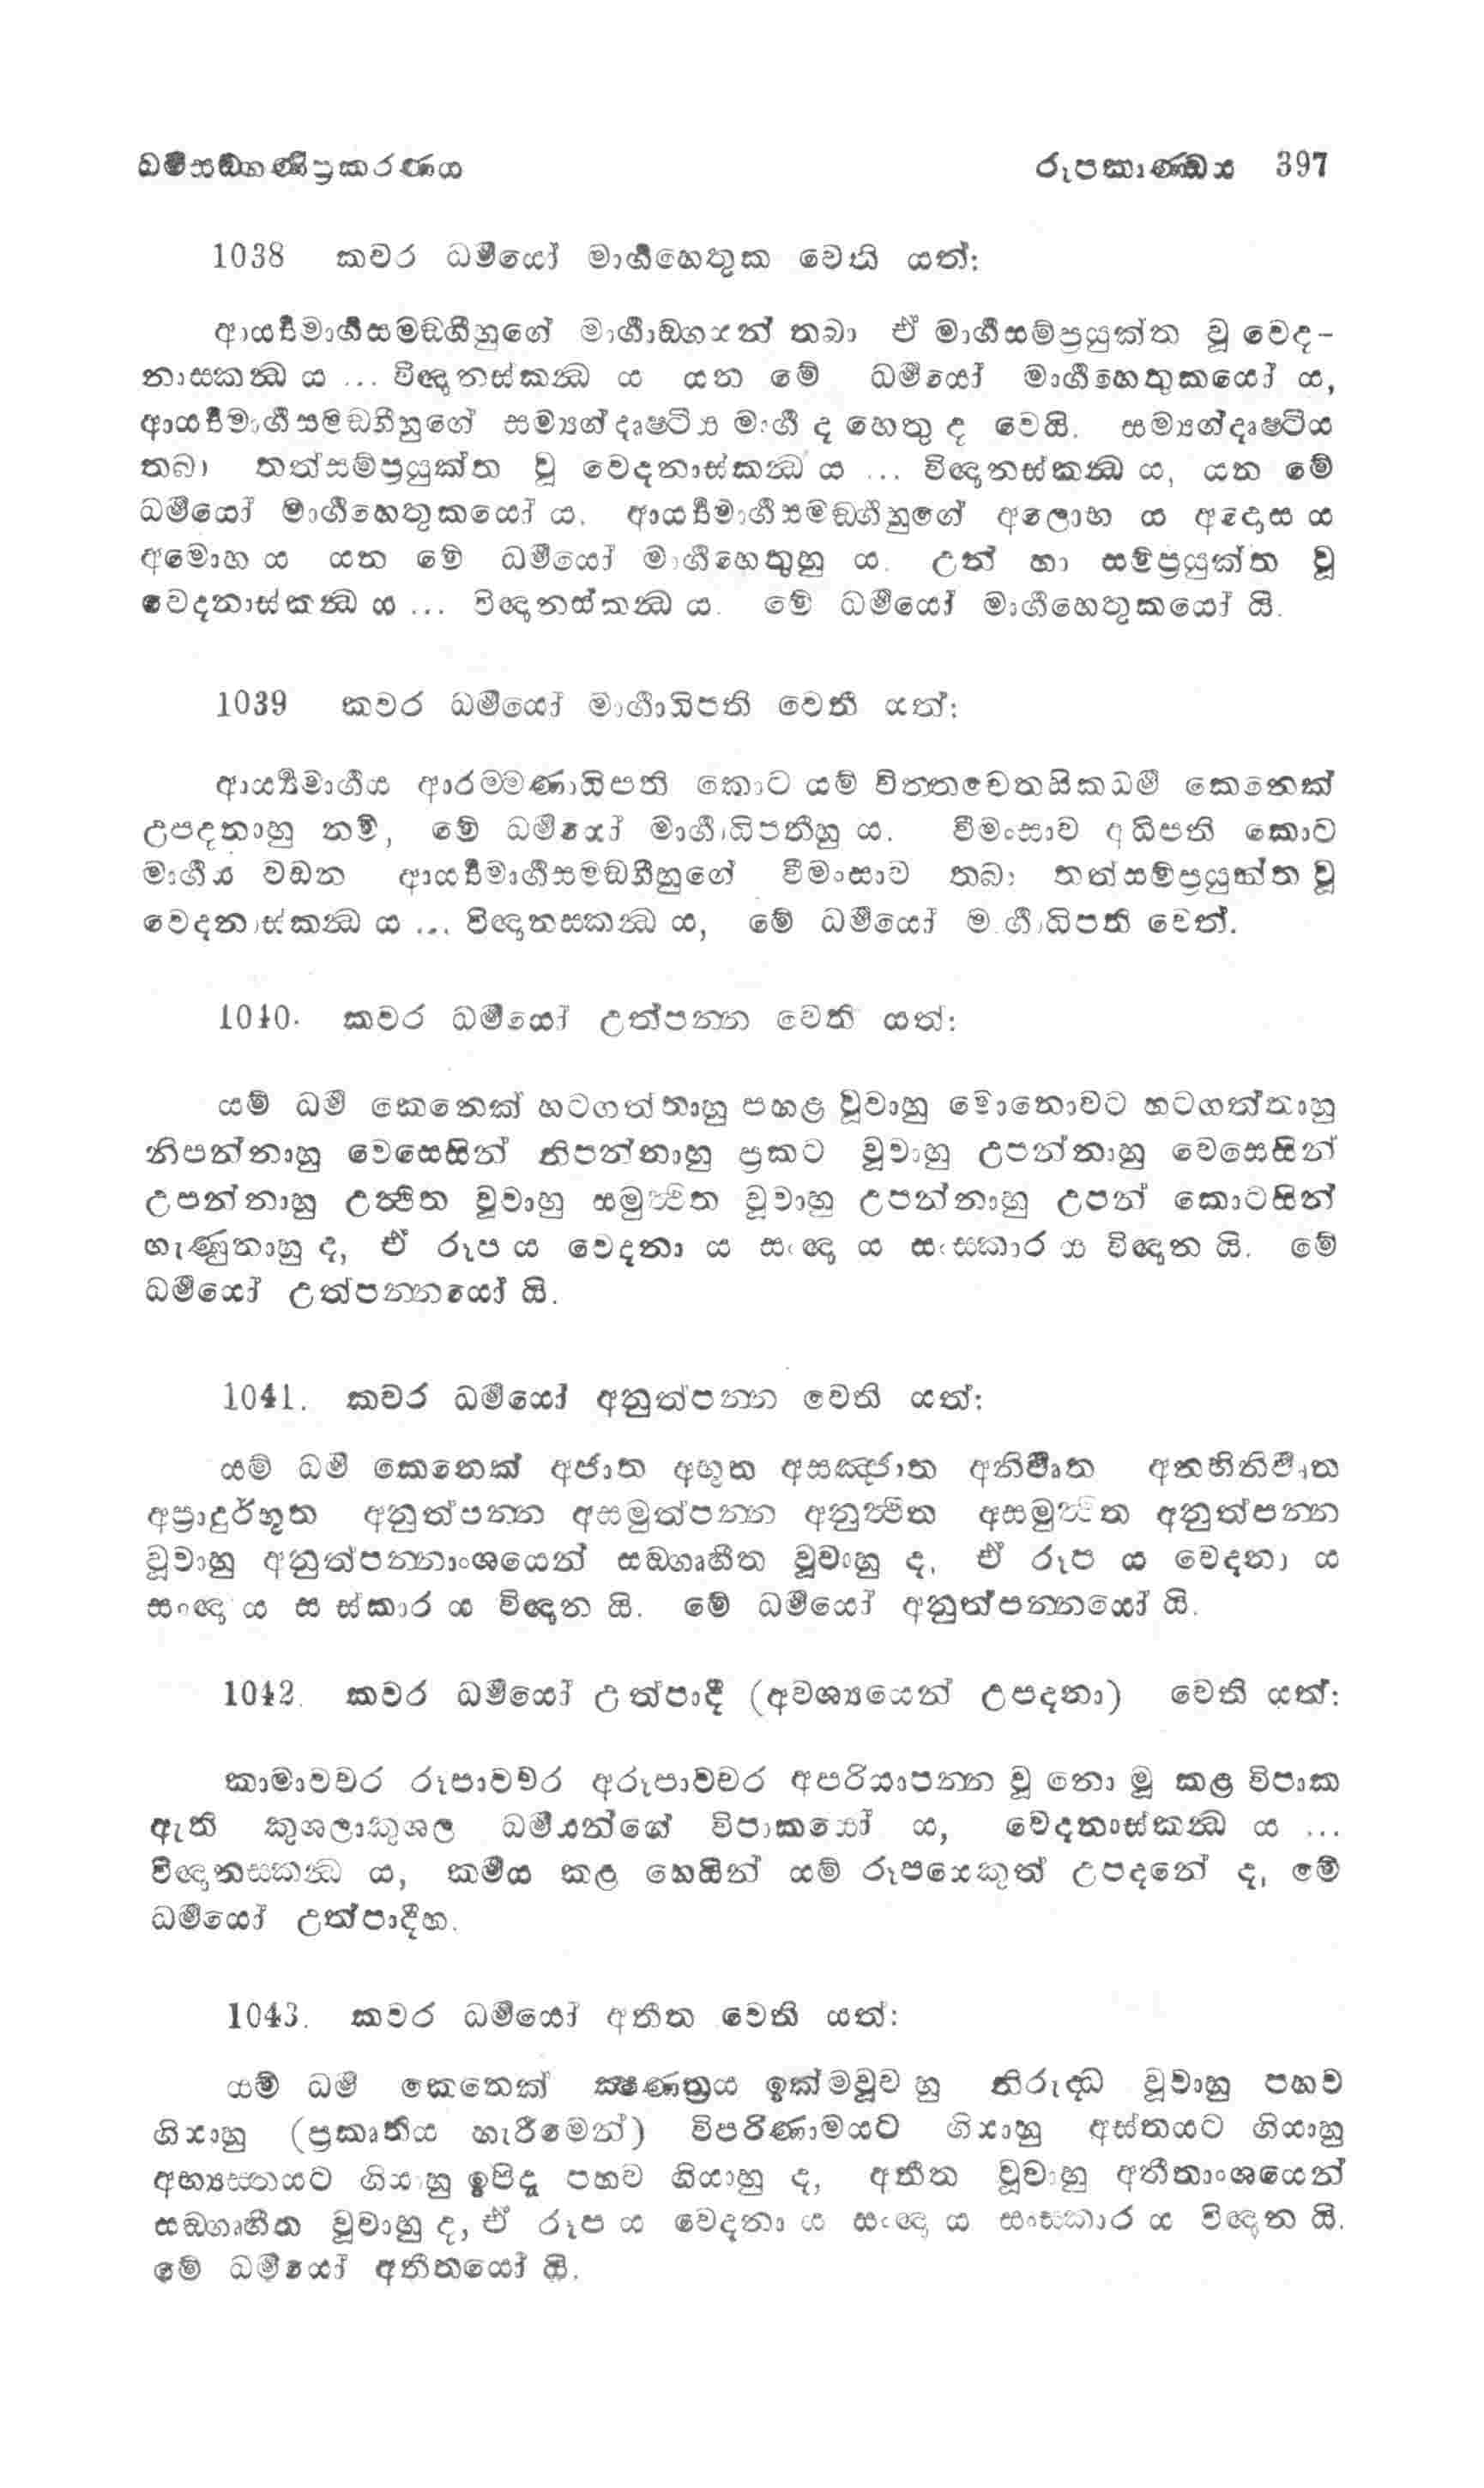 ධර්‍මසඞ්ගණීප්‍රකරණය රූපකාණ්ඩය 397
1038 කවර ධර්‍මයෝ මාර්‍ගහෙතුක වෙති යත්:
ආර්‍ය්‍යමාර්‍ගසමඞ්ගීහුගේ මාර්‍ගාඞ්ගයන් තබා ඒ මාර්‍ගසම්ප්‍රයුක්ත වූ වෙද-
නාස්කන්‍ධ ය ... විඥානස්කන්‍ධ ය යන මේ ධර්‍මයෝ මාර්‍ගහෙතුකයෝ ය,
ආර්‍ය්‍යමාර්‍ගසමඞ්ගීහුගේ සම්‍යග්දෘෂ්ටිය මාර්‍ග ද හෙතු ද වෙයි. සම්‍යග්දෘෂ්ටිය
තබා තත්සම්ප්‍රයුක්ත වූ වෙදනාස්කන්‍ධ ය ... විඥානස්කන්‍ධ ය, යන මේ
ධර්‍මයෝ මාර්‍ගහෙතුකයෝ ය. ආර්‍ය්‍යමාර්‍ගසමඞ්ගීහුගේ අලොභ ය අදොස ය
අමොහ ය යන මේ ධර්‍මයෝ මාර්‍ගහෙතුහු ය. උන් හා සම්ප්‍රයුක්ත වූ
වෙදනාස්කන්‍ධ ය ... විඥානස්කන්‍ධ ය. මේ ධර්‍මයෝ මාර්‍ගහෙතුකයෝ යි.
1039 කවර ධර්‍මයෝ මාර්‍ගාධිපති වෙතී යත්:
ආර්‍ය්‍යමාර්‍ගය ආරම්මණාධිපති කොට යම් චිත්තචෛතසිකධර්‍ම කෙනෙක්
උපදනාහු නම්, මේ ධර්‍මයෝ මාර්‍ගාධිපතීහු ය. වීමංසාව අධිපති කොට
මාර්‍ගය වඩන ආර්‍ය්‍යමාර්‍ගසමඞ්ගීහුගේ වීමංසාව තබා තත්සම්ප්‍රයුක්ත වූ
වෙදනාස්කන්‍ධ ය ... විඥානස්කන්‍ධ ය, මේ ධර්‍මයෝ මාර්‍ගාධිපති වෙත්.
1040. කවර ධර්‍මයෝ උත්පන්න වෙති යත්:
යම් ධර්‍ම කෙනෙක් හටගත්තාහු පහළ වූවාහු මොනොවට හටගත්තාහු
නිපන්නාහු වෙසෙසින් නිපන්නාහු ප්‍රකට වූවාහු උපන්නාහු වෙසෙසින්
උපන්නාහු උත්‍ථිත වූවාහු සමුත්‍ථිත වූවාහු උපන්නාහු උපන් කොටසින්
හැණුනාහු ද, ඒ රූප ය වෙදනා ය සංඥා ය සංස්කාර ය විඥාන යි. මේ
ධර්‍මයෝ උත්පන්නයෝ යි.
1041. කවර ධර්‍මයෝ අනුත්පන්න වෙති යත්:
යම් ධර්‍ම කෙනෙක් අජාත අභූත අසඤ්ජාත අනිර්‍වෘත අනභිනිර්‍වෘත
අප්‍රාදුර්භූත අනුත්පන්න අසමුත්පන්න අනුත්‍ථිත අසමුත්‍ථිත අනුත්පන්න
වූවාහු අනුත්පන්නාංශයෙන් සඞ්ගෘහීත වූවාහු ද, ඒ රූප ය වෙදනා ය
සංඥා ය සංස්කාර ය විඥාන යි. මේ ධර්‍මයෝ අනුත්පන්නයෝ යි.
1042. කවර ධර්‍මයෝ උත්පාදී (අවශ්‍යයෙන් උපදනා) වෙති යත්:
කාමාවචර රූපාවචර අරූපාවචර අපරියාපන්න වූ නො මූ කළ විපාක
ඇති කුශලාකුශල ධර්‍මයන්ගේ විපාකයෝ ය, වෙදනාස්කන්‍ධ ය ...
විඥානස්කන්‍ධ ය, කර්‍මය කළ හෙයින් යම් රූපයෙකුත් උපදනේ ද, මේ
ධර්‍මයෝ උත්පාදීහ.
1043. කවර ධර්‍මයෝ අතීත වෙති යත්:
යම් ධර්‍ම කෙනෙක් ක්‍ෂණත්‍රය ඉක්මවූවාහු නිරුද්ධ වූවාහු පහව
ගියාහු (ප්‍රකෘතිය හැරීමෙන්) විපරිණාමයට ගියාහු අස්තයට ගියාහු
අභ්‍යස්තයට ගියාහු ඉපිද පහව ගියාහු ද, අතීත වූවාහු අතීතාංශයෙන්
සඞ්ගෘහීත වූවාහු ද, ඒ රූප ය වෙදනා ය සංඥා ය සංස්කාර ය විඥාන යි.
මේ ධර්‍මයෝ අතීතයෝ යි.